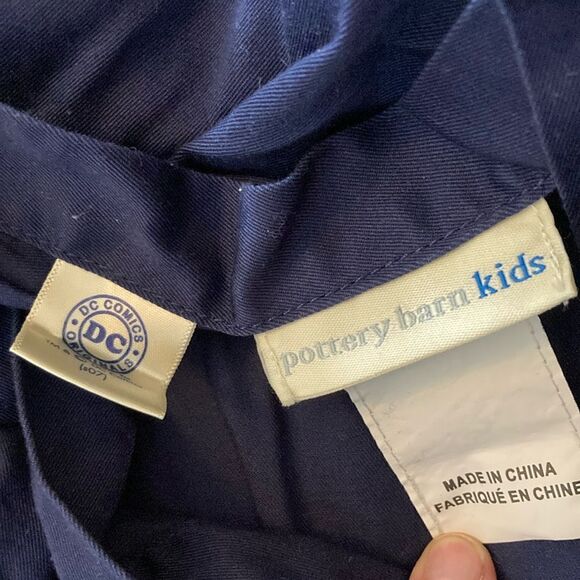 DC COMICS
DC
ORIGINALS
(s07)
pottery barn kids
MADE IN CHINA
FABRIQUÉ EN CHINE